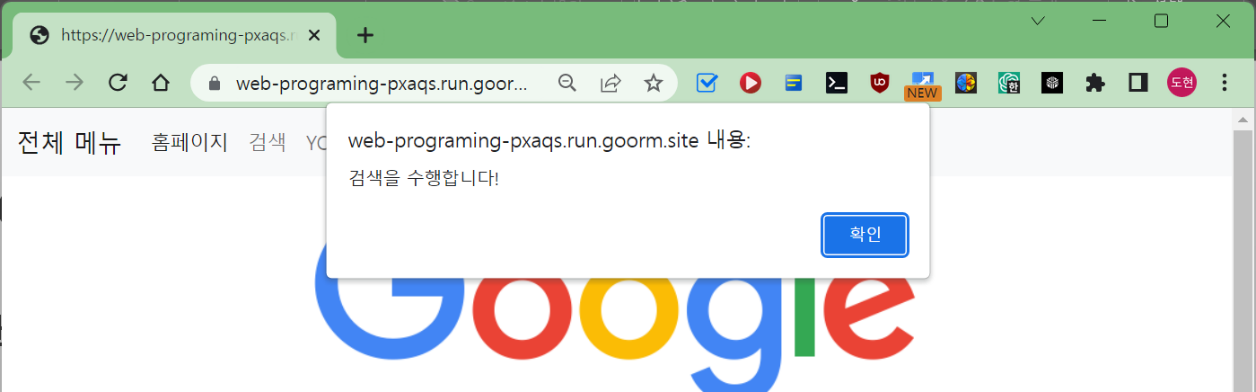 https://web-programing-pxaqs.r
web-programing-pxaqs.run.goor...
NEW
한
도현
전체 메뉴 홈페이지 검색 YO
web-programing-pxaqs.run.goorm.site 내용:
검색을 수행합니다!
확인
Google